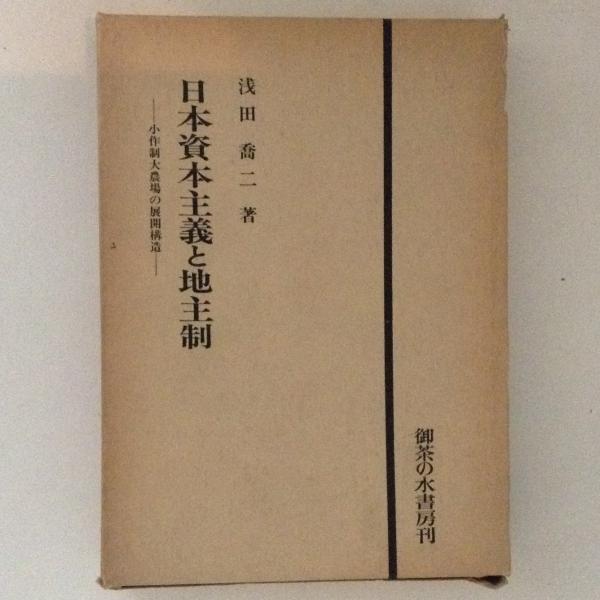 浅田喬二著
日本資本主義と地主制
――小作制大農場の展開構造――
御茶の水書房刊